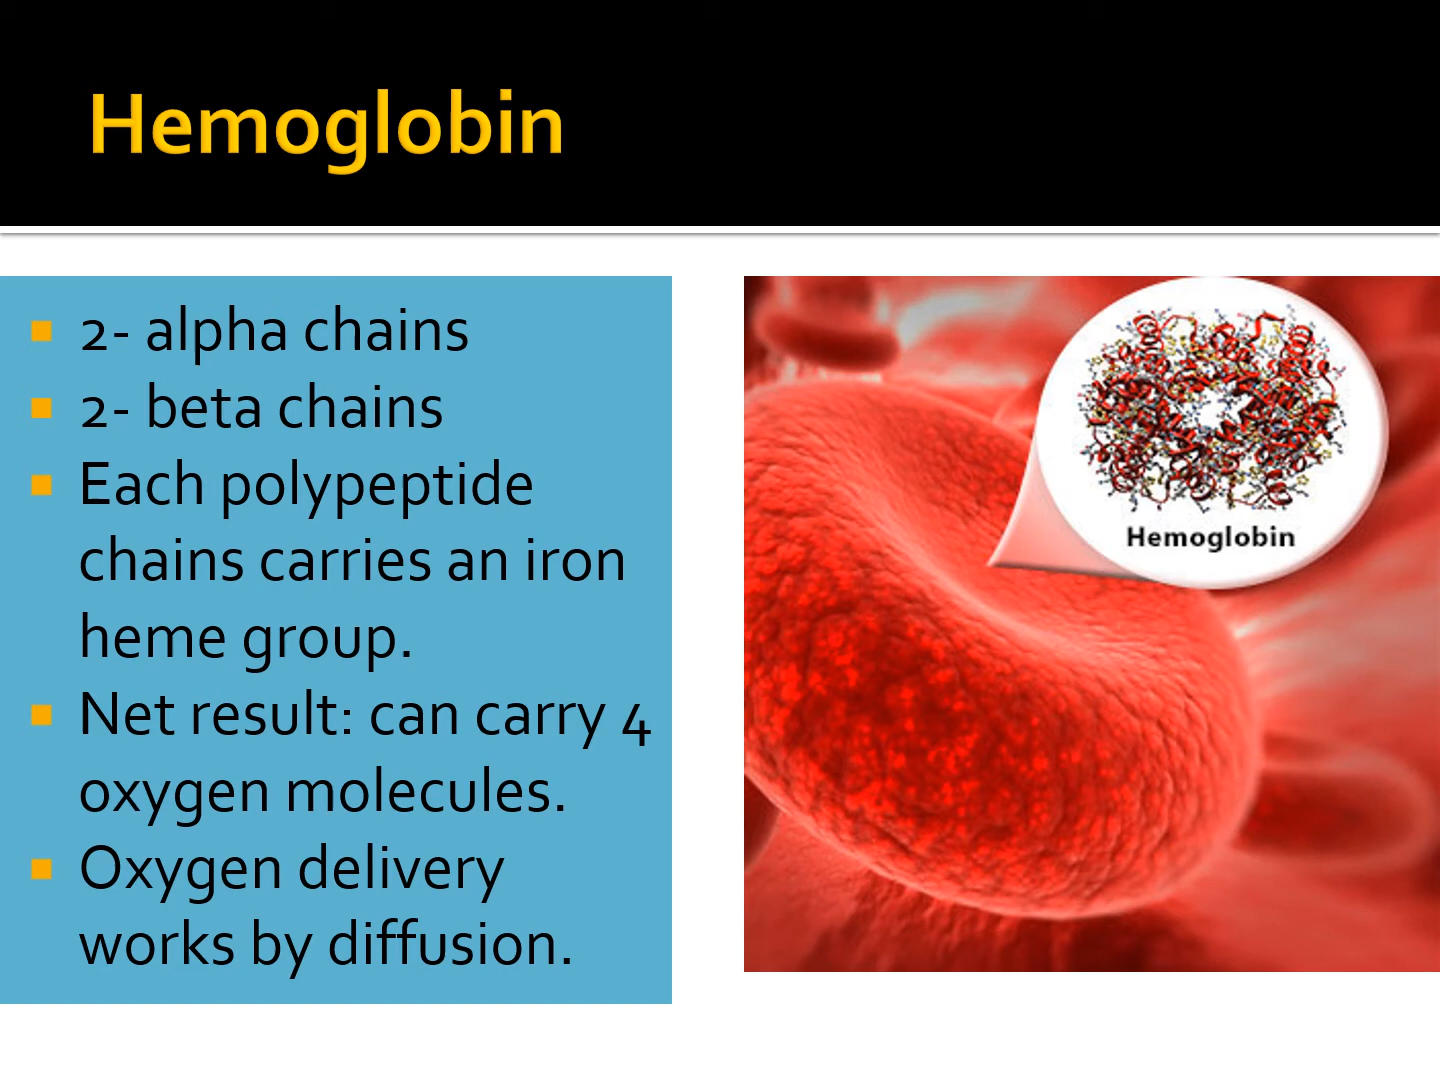 Hemoglobin
2- alpha chains
2- beta chains
Each polypeptide
chains carries an iron
heme group.
Net result: can carry 4
oxygen molecules.
Oxygen delivery
works by diffusion.
Hemoglobin